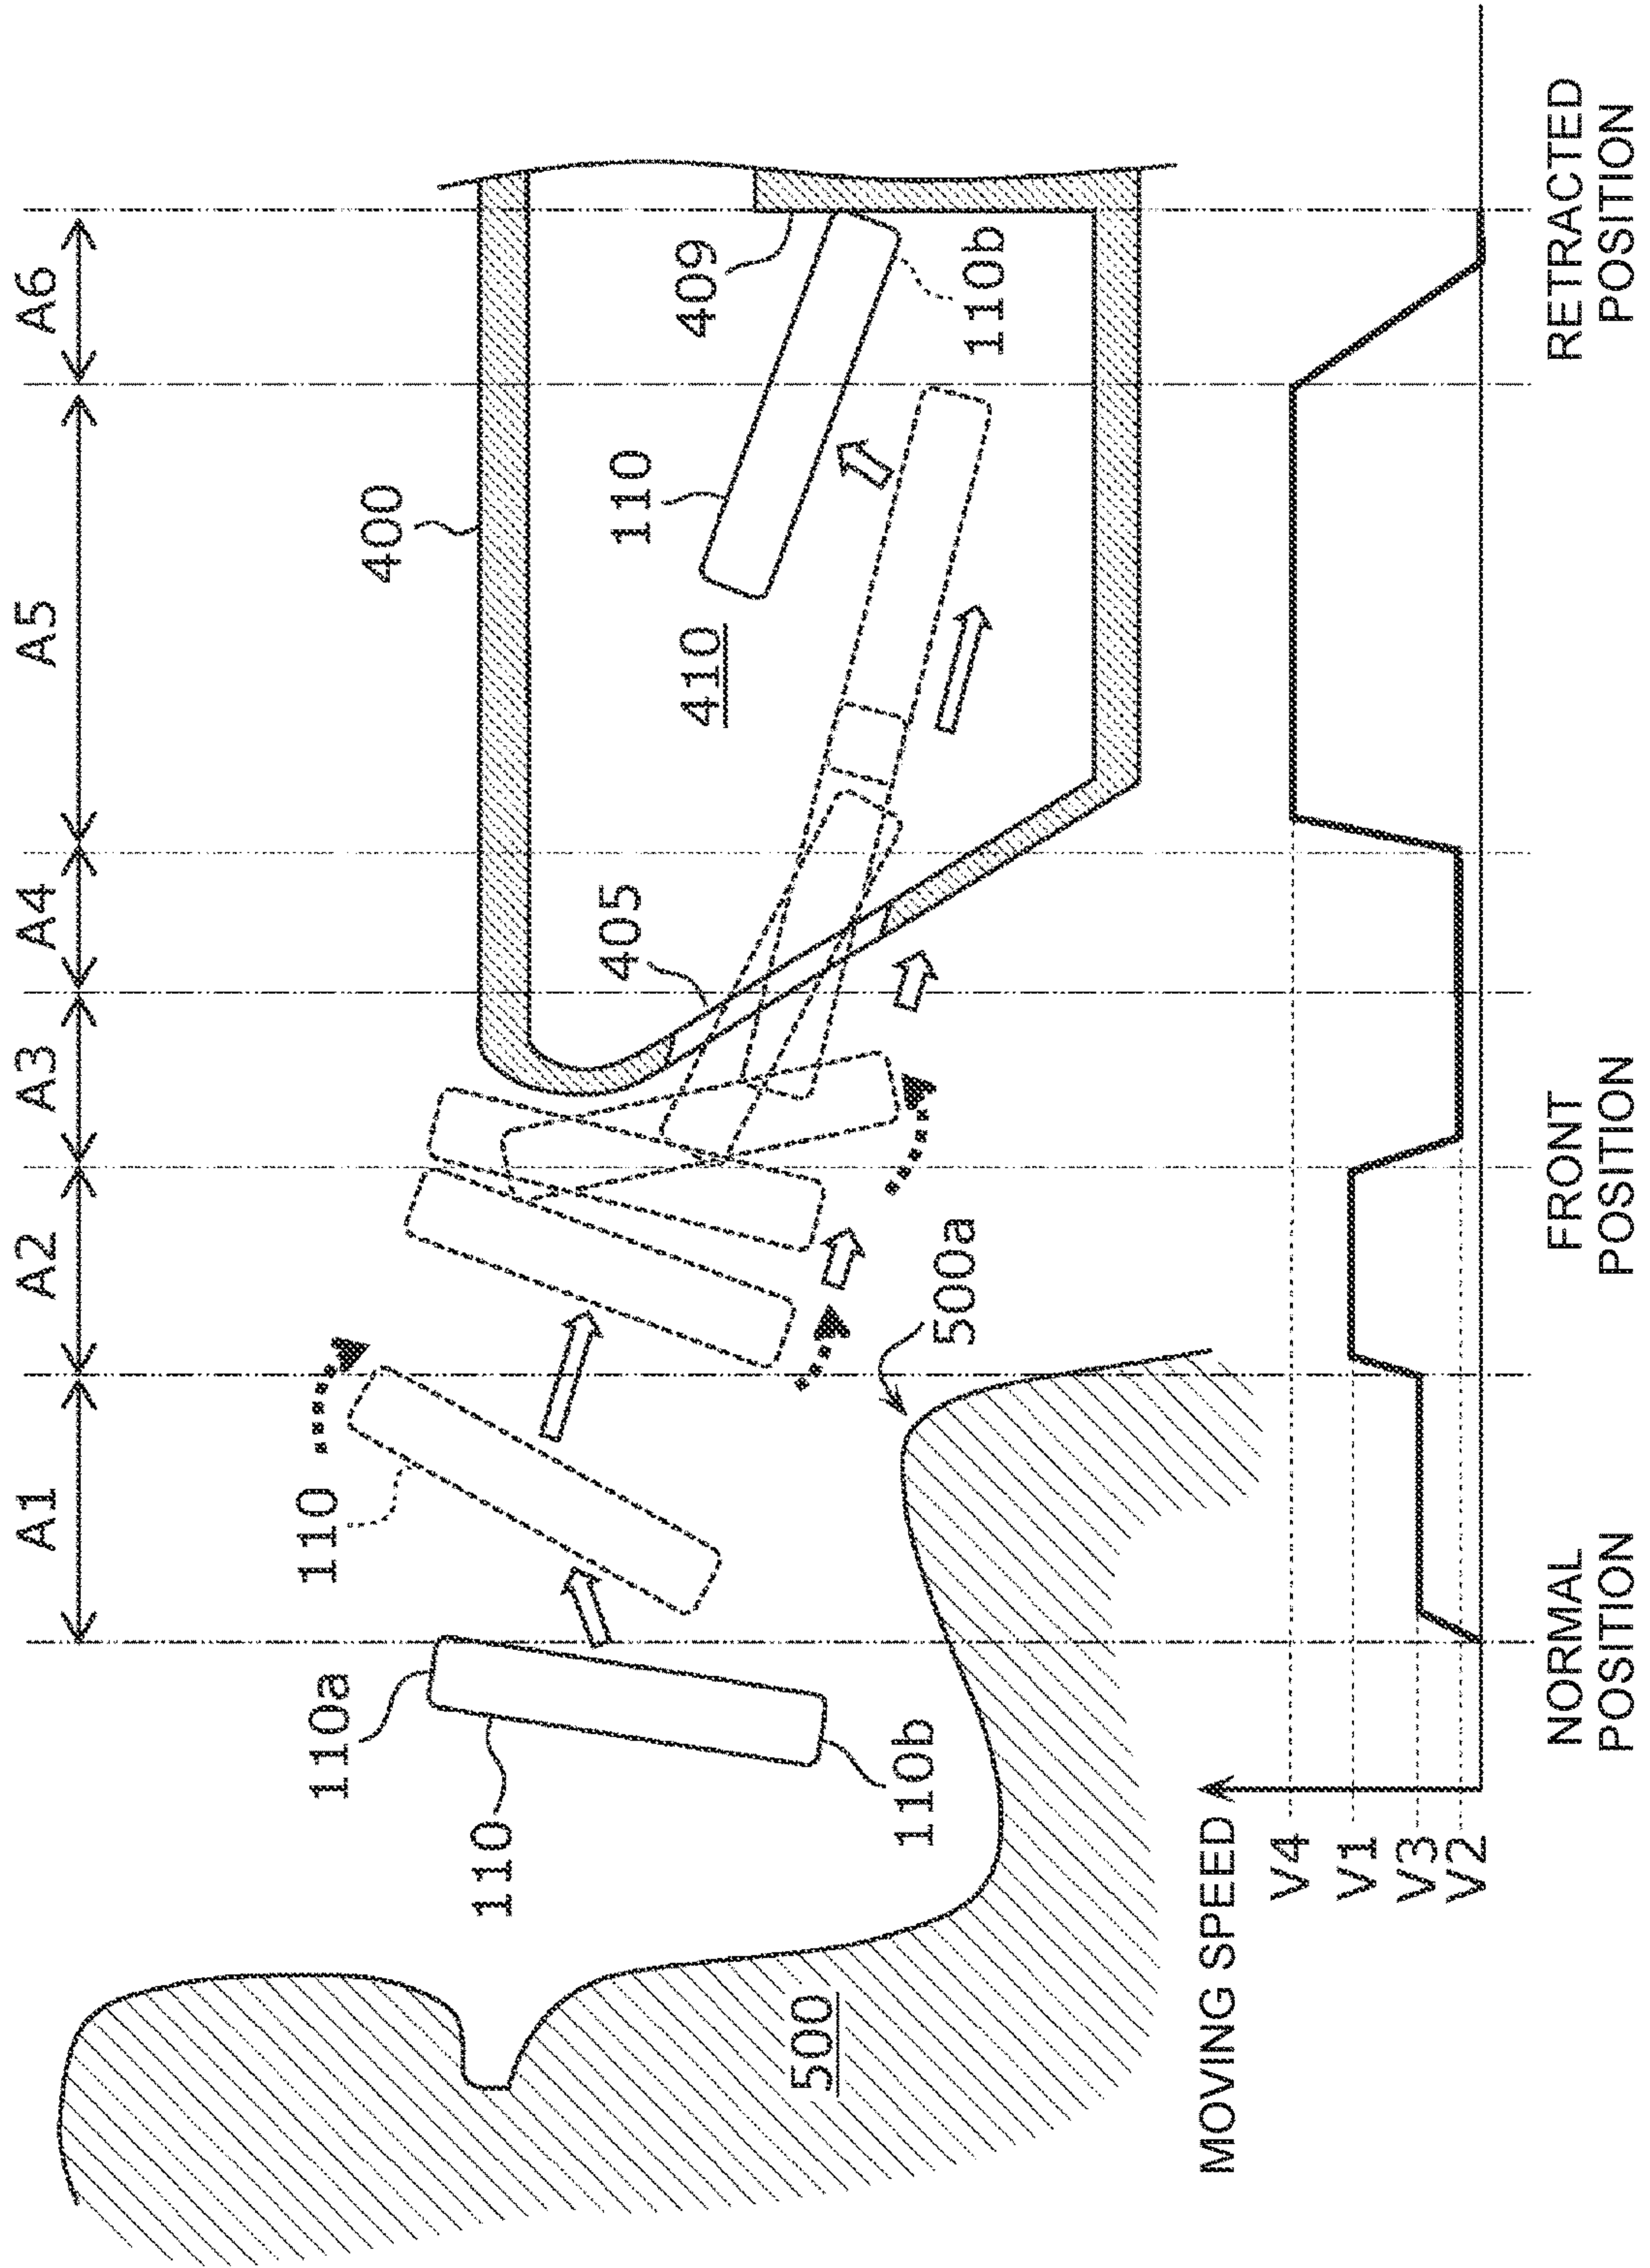 A1
A2
A3
A4
A5
A6
400
110
405
409
110
410
110b
110a
110
110b
500a
500
MOVING SPEED
V4
V1
V3
V2
NORMAL
POSITION
FRONT
POSITION
RETRACTED
POSITION